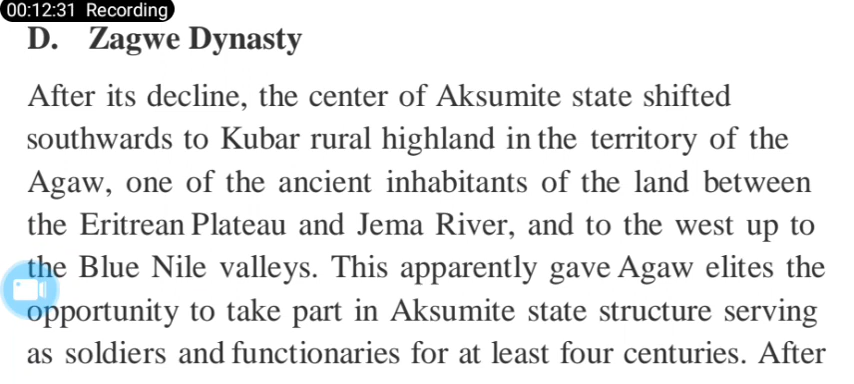 00:12:31 Recording
D. Zagwe Dynasty
After its decline, the center of Aksumite state shifted
southwards to Kubar rural highland in the territory of the
Agaw, one of the ancient inhabitants of the land between
the Eritrean Plateau and Jema River, and to the west up to
the Blue Nile valleys. This apparently gave Agaw elites the
opportunity to take part in Aksumite state structure serving
as soldiers and functionaries for at least four centuries. After